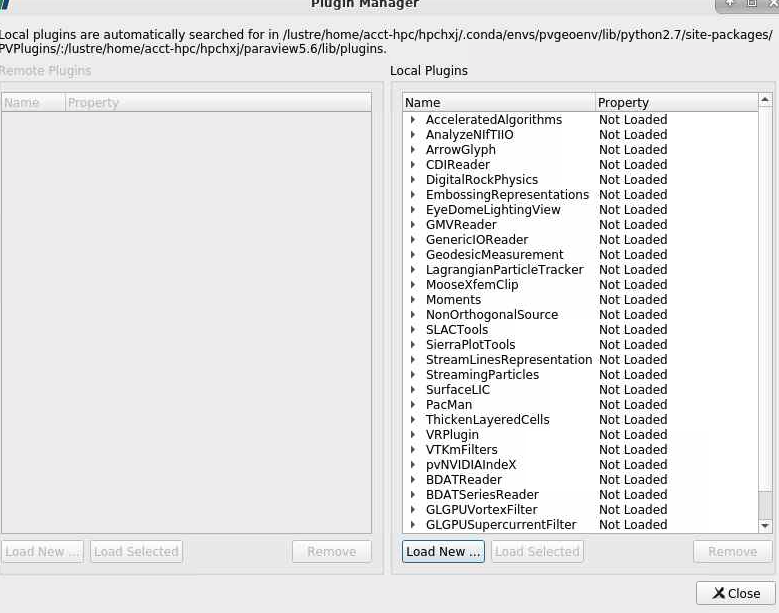 Plugin Manager
Local plugins are automatically searched for in /lustre/home/acct-hpc/hpchxj/.conda/envs/pvgeoenv/lib/python2.7/site-packages/
PVPlugins/:/lustre/home/acct-hpc/hpchxj/paraview5.6/lib/plugins.
Remote Plugins
Name Property
Load New ... Load Selected Remove
Local Plugins
Name Property
AcceleratedAlgorithms Not Loaded
AnalyzeNIfTIIO Not Loaded
ArrowGlyph Not Loaded
CDIReader Not Loaded
DigitalRockPhysics Not Loaded
EmbossingRepresentations Not Loaded
EyeDomeLightingView Not Loaded
GMVReader Not Loaded
GenericIOReader Not Loaded
GeodesicMeasurement Not Loaded
LagrangianParticleTracker Not Loaded
MooseXfemClip Not Loaded
Moments Not Loaded
NonOrthogonalSource Not Loaded
SLACTools Not Loaded
SierraPlotTools Not Loaded
StreamLinesRepresentation Not Loaded
StreamingParticles Not Loaded
SurfaceLIC Not Loaded
PacMan Not Loaded
ThickenLayeredCells Not Loaded
VRPlugin Not Loaded
VTKmFilters Not Loaded
pvNVIDIAIndeX Not Loaded
BDATReader Not Loaded
BDATSeriesReader Not Loaded
GLGPUVortexFilter Not Loaded
GLGPUSupercurrentFilter Not Loaded
Load New ... Load Selected Remove
Close